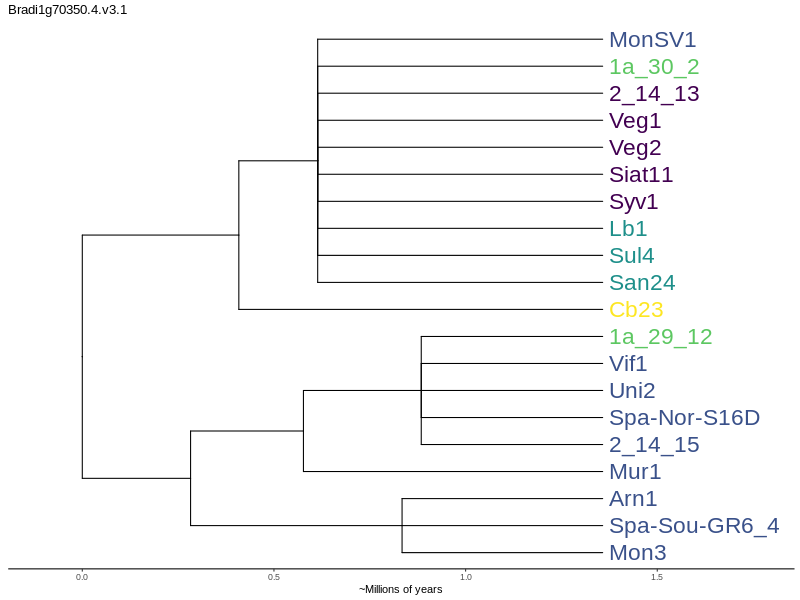 Bradi1g70350.4.v3.1
MonSV1
1a_30_2
2_14_13
Veg1
Veg2
Siat11
Syv1
Lb1
Sul4
San24
Cb23
1a_29_12
Vif1
Uni2
Spa-Nor-S16D
2_14_15
Mur1
Arn1
Spa-Sou-GR6_4
Mon3
0.0 0.5 1.0 1.5
~Millions of years